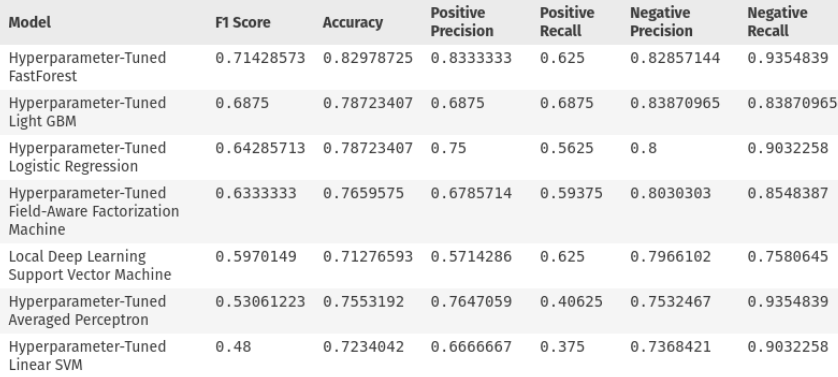 Model F1 Score Accuracy Positive Precision Positive Recall Negative Precision Negative Recall
Hyperparameter-Tuned FastForest 0.71428573 0.82978725 0.8333333 0.625 0.82857144 0.9354839
Hyperparameter-Tuned Light GBM 0.6875 0.78723407 0.6875 0.6875 0.83870965 0.83870965
Hyperparameter-Tuned Logistic Regression 0.64285713 0.78723407 0.75 0.5625 0.8 0.9032258
Hyperparameter-Tuned Field-Aware Factorization Machine 0.6333333 0.7659575 0.6785714 0.59375 0.8030303 0.8548387
Local Deep Learning Support Vector Machine 0.5970149 0.71276593 0.5714286 0.625 0.7966102 0.7580645
Hyperparameter-Tuned Averaged Perceptron 0.53061223 0.7553192 0.7647059 0.40625 0.7532467 0.9354839
Hyperparameter-Tuned Linear SVM 0.48 0.7234042 0.6666667 0.375 0.7368421 0.9032258